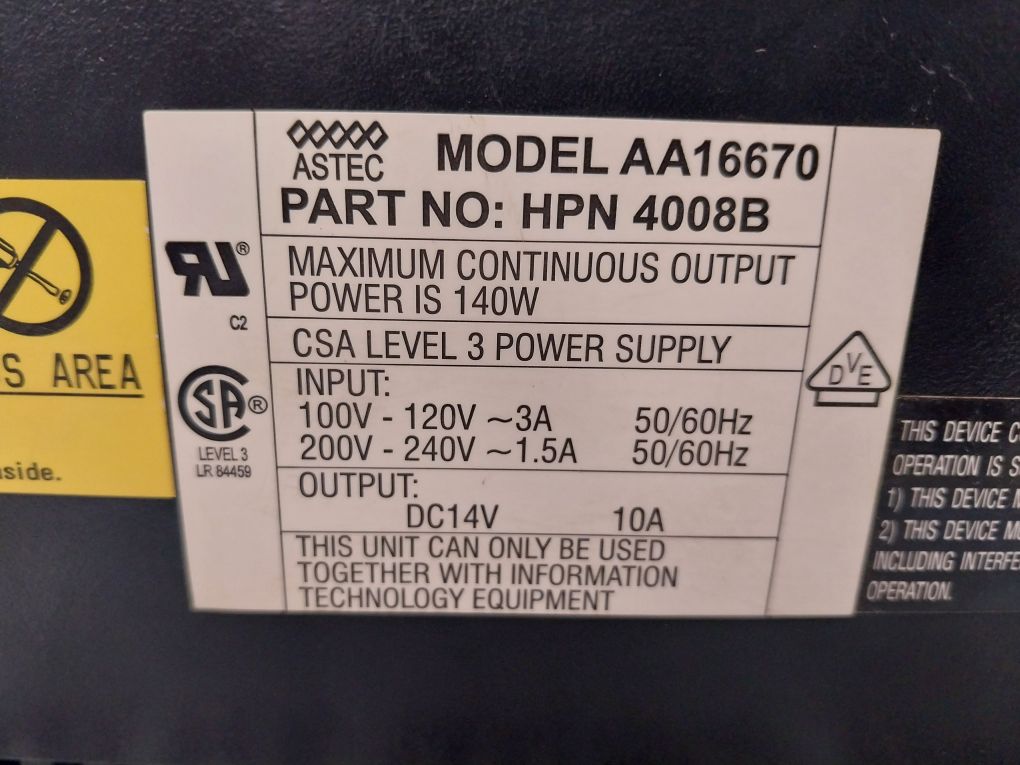 ASTEC
MODEL AA16670
PART NO: HPN 4008B
MAXIMUM CONTINUOUS OUTPUT
POWER IS 140W
CSA LEVEL 3 POWER SUPPLY
INPUT:
100V - 120V ~3A 50/60Hz
200V - 240V ~1.5A 50/60Hz
OUTPUT:
DC14V 10A
THIS UNIT CAN ONLY BE USED
TOGETHER WITH INFORMATION
TECHNOLOGY EQUIPMENT
RU®
C2
SA®
LEVEL 3
LR 84459
DVE
S AREA
side.
THIS DEVICE C
OPERATION IS S
1) THIS DEVICE
2) THIS DEVICE
INCLUDING INTERFE
OPERATION.